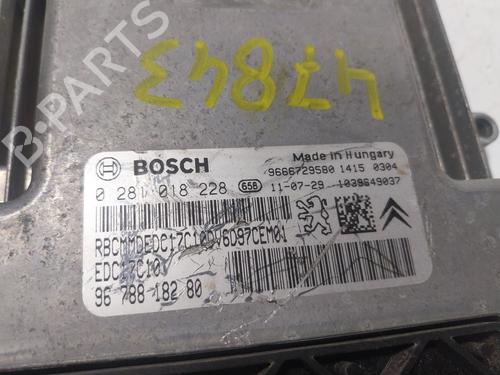 B-PARTS
47843
BOSCH
Made in Hungary
9666729580 1415 0304
0 281 018 228 658 11-07-29 1039649037
EDC17C10
96 788 182 80